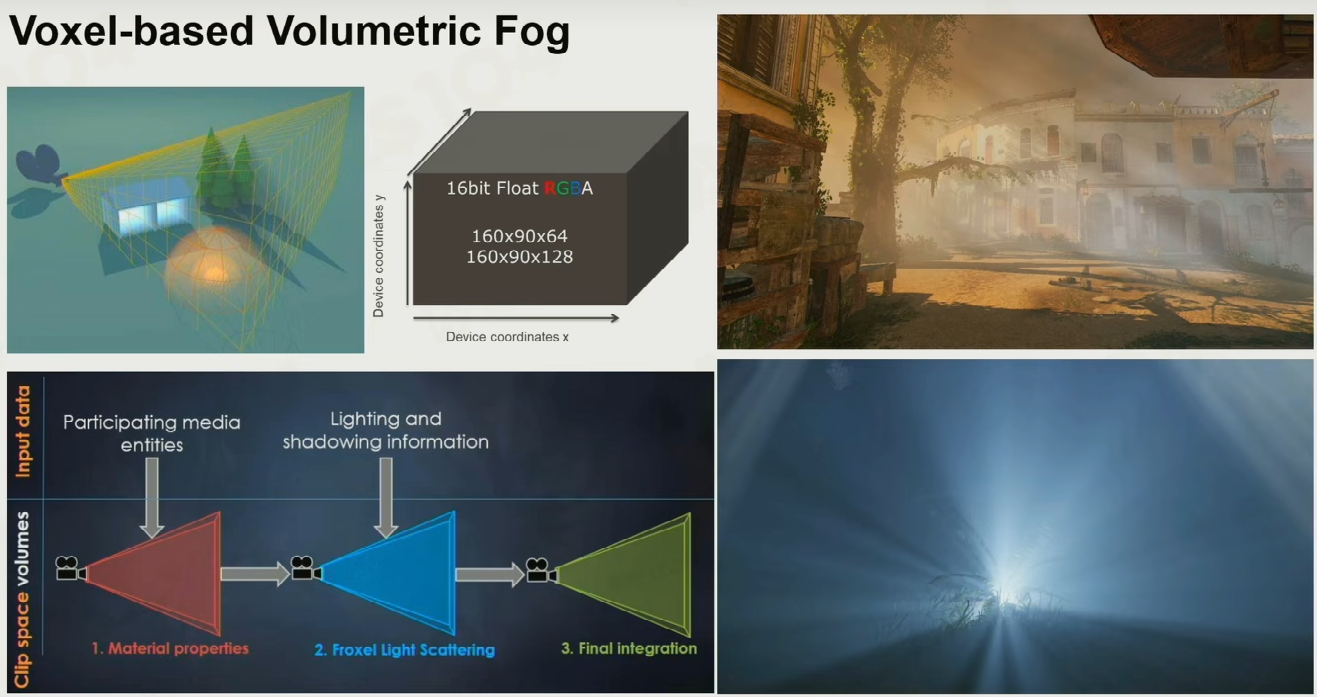 Voxel-based Volumetric Fog
16bit Float RGBA
160x90x64
160x90x128
Device coordinates y
Device coordinates x
Input data
Participating media
entities
Lighting and
shadowing information
Clip space volumes
1. Material properties
2. Froxel Light Scattering
3. Final integration